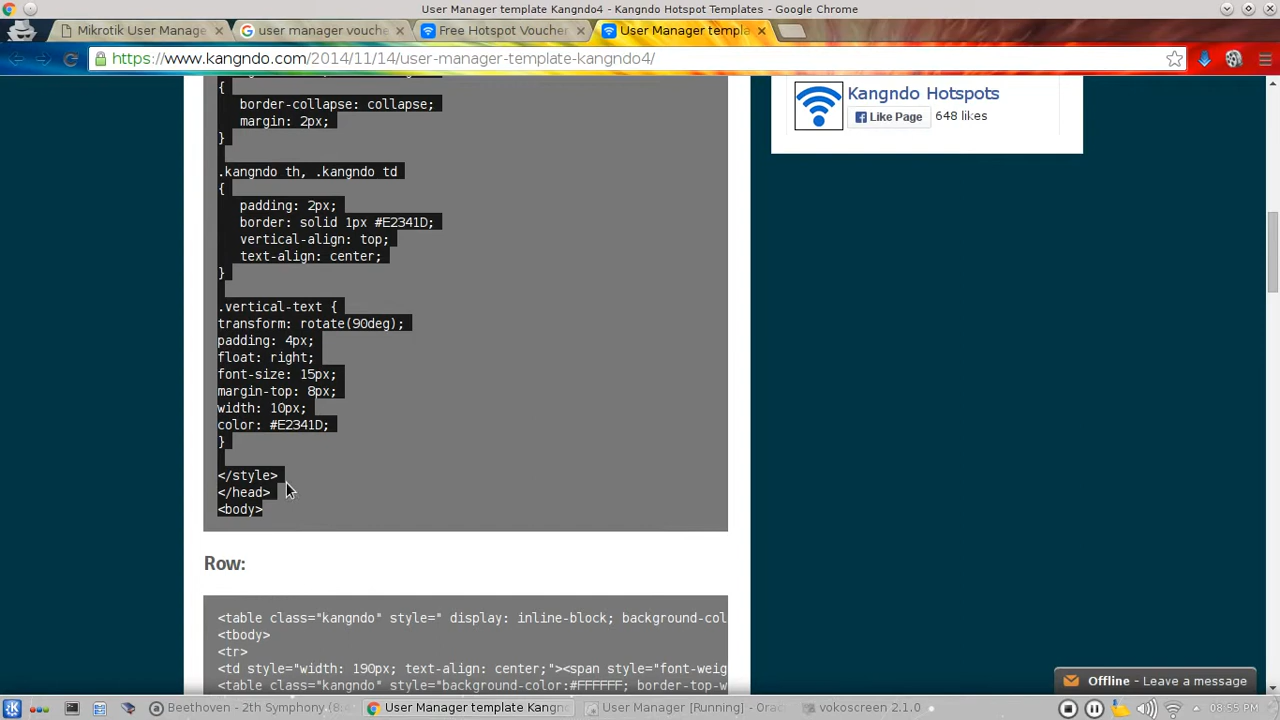 User Manager template Kangndo4 - Kangndo Hotspot Templates - Google Chrome
Mikrotik User Manage
user manager vouche
Free Hotspot Voucher
User Manager templa
https://www.kangndo.com/2014/11/14/user-manager-template-kangndo4/
{
border-collapse: collapse;
margin: 2px;
}
.kangndo th, .kangndo td
{
padding: 2px;
border: solid 1px #E2341D;
vertical-align: top;
text-align: center;
}
.vertical-text {
transform: rotate(90deg);
padding: 4px;
float: right;
font-size: 15px;
margin-top: 8px;
width: 10px;
color: #E2341D;
}
</style>
</head>
<body>
Row:
<table class="kangndo" style=" display: inline-block; background-col
<tbody>
<tr>
<td style="width: 190px; text-align: center;"><span style="font-weig
<table class="kangndo" style="background-color:#FFFFFF; border-top-w
Kangndo Hotspots
Like Page 648 likes
Offline - Leave a message
Beethoven - 2th Symphony (8:0
User Manager template Kangn
User Manager [Running] - Orac
vokoscreen 2.1.0
08:55 PM